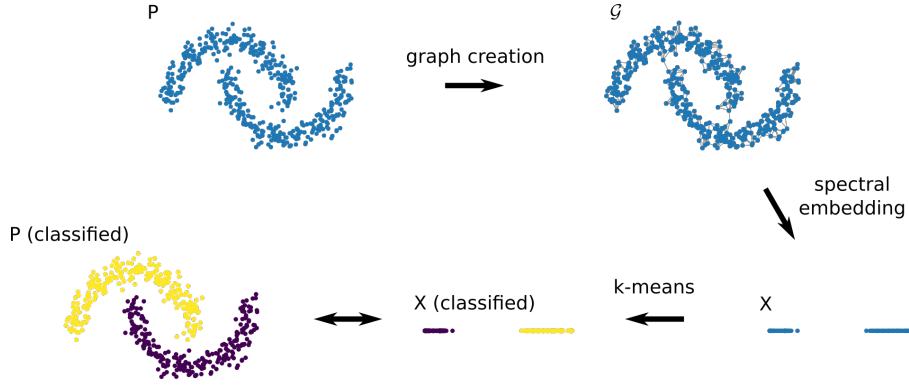 P
graph creation
𝒢
spectral
embedding
P (classified)
X (classified)
k-means
X